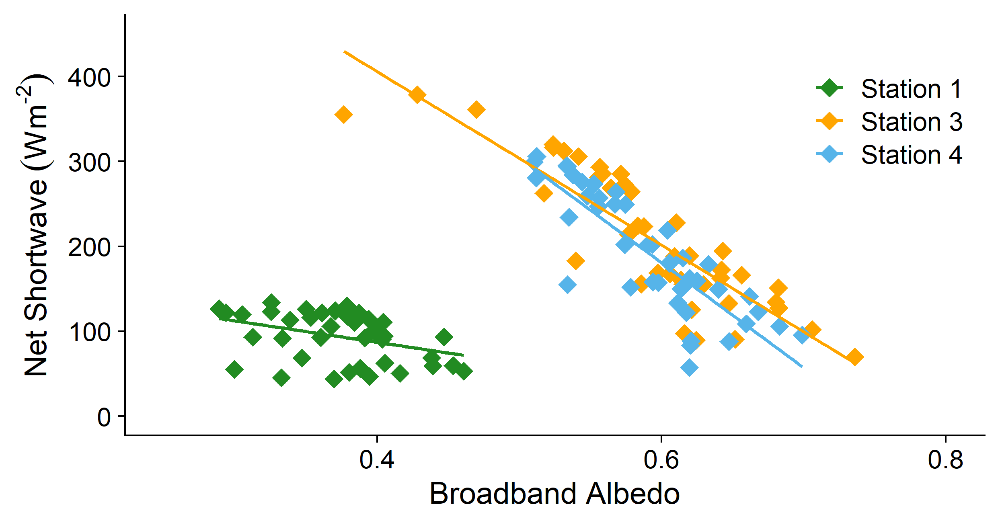 Net Shortwave (Wm⁻²)
400
300
200
100
0
Station 1
Station 3
Station 4
0.4 0.6 0.8
Broadband Albedo